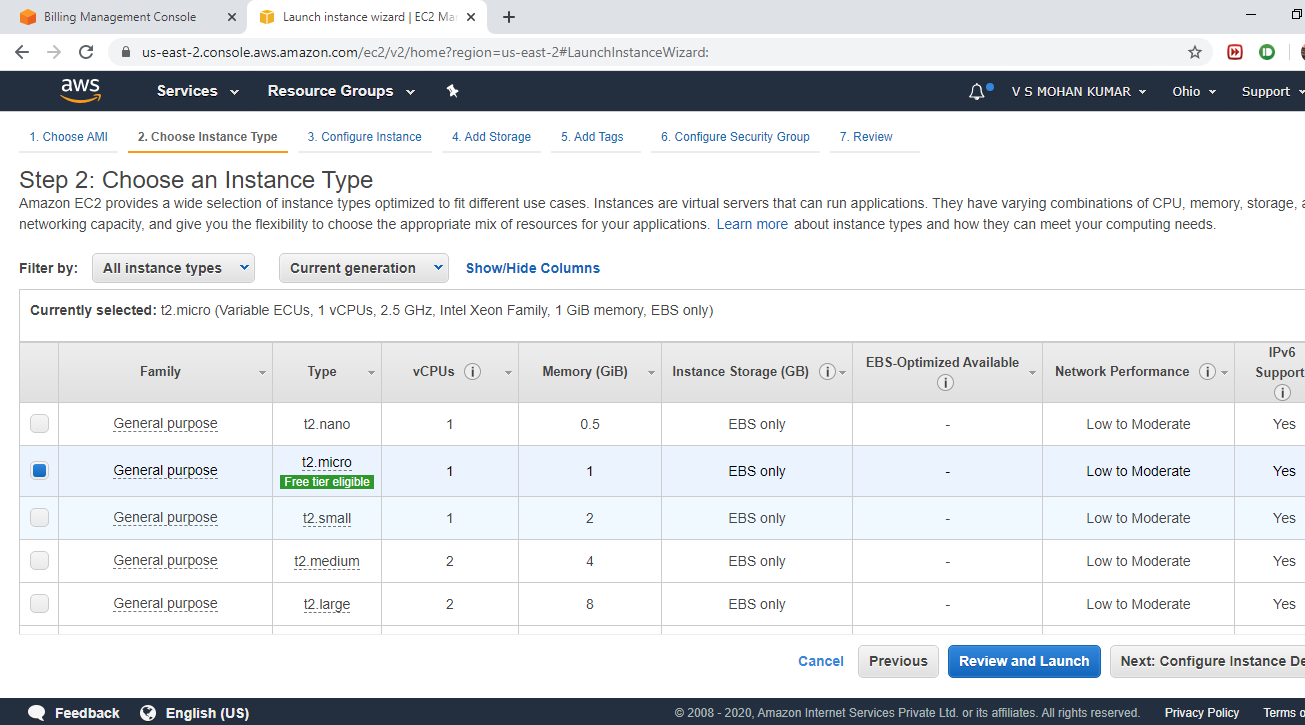 Billing Management Console
Launch instance wizard | EC2 Mar
us-east-2.console.aws.amazon.com/ec2/v2/home?region=us-east-2#LaunchInstanceWizard:
aws Services Resource Groups V S MOHAN KUMAR Ohio Support
1. Choose AMI 2. Choose Instance Type 3. Configure Instance 4. Add Storage 5. Add Tags 6. Configure Security Group 7. Review
Step 2: Choose an Instance Type
Amazon EC2 provides a wide selection of instance types optimized to fit different use cases. Instances are virtual servers that can run applications. They have varying combinations of CPU, memory, storage, a
networking capacity, and give you the flexibility to choose the appropriate mix of resources for your applications. Learn more about instance types and how they can meet your computing needs.
Filter by: All instance types Current generation Show/Hide Columns
Currently selected: t2.micro (Variable ECUs, 1 vCPUs, 2.5 GHz, Intel Xeon Family, 1 GiB memory, EBS only)
Family Type vCPUs Memory (GiB) Instance Storage (GB) EBS-Optimized Available Network Performance IPv6 Support
General purpose t2.nano 1 0.5 EBS only - Low to Moderate Yes
General purpose t2.micro 1 1 EBS only - Low to Moderate Yes
Free tier eligible
General purpose t2.small 1 2 EBS only - Low to Moderate Yes
General purpose t2.medium 2 4 EBS only - Low to Moderate Yes
General purpose t2.large 2 8 EBS only - Low to Moderate Yes
Cancel Previous Review and Launch Next: Configure Instance De
Feedback English (US) © 2008 - 2020, Amazon Internet Services Private Ltd. or its affiliates. All rights reserved. Privacy Policy Terms o